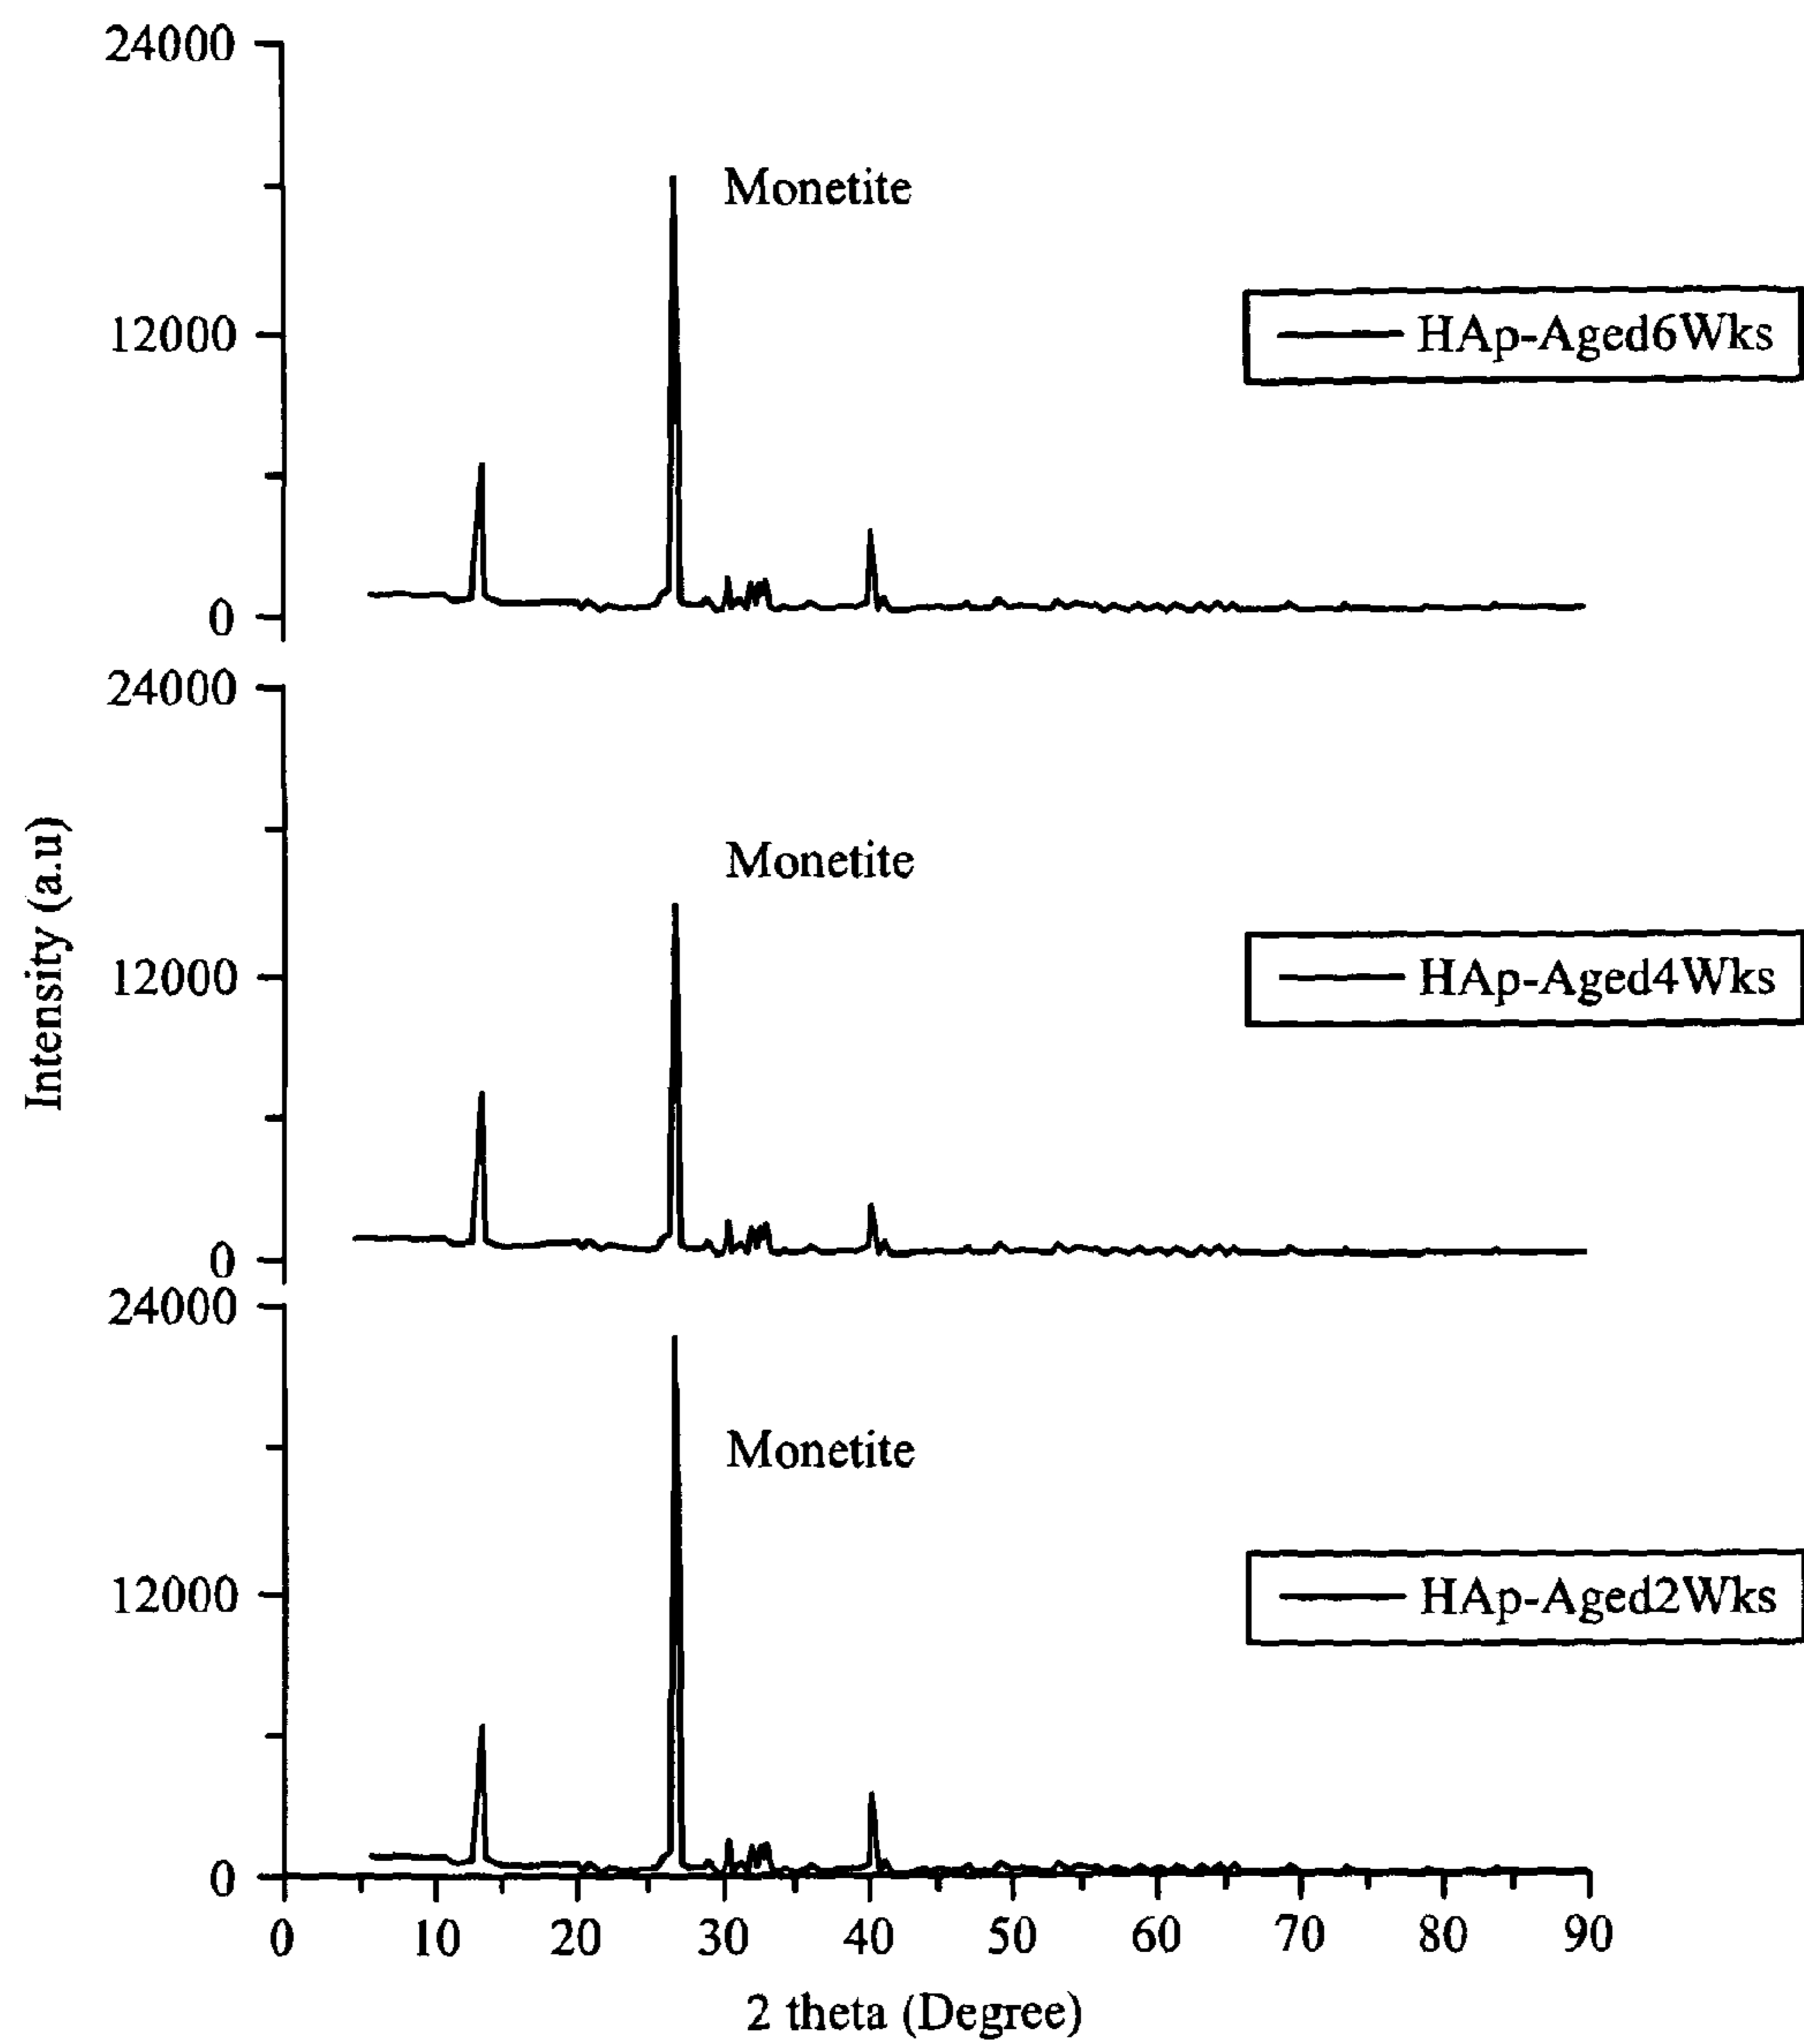 24000
Monetite
12000
HAp-Aged6Wks
0
24000
Monetite
12000
HAp-Aged4Wks
0
24000
Monetite
12000
HAp-Aged2Wks
0
0 10 20 30 40 50 60 70 80 90
2 theta (Degree)
Intensity (a.u)